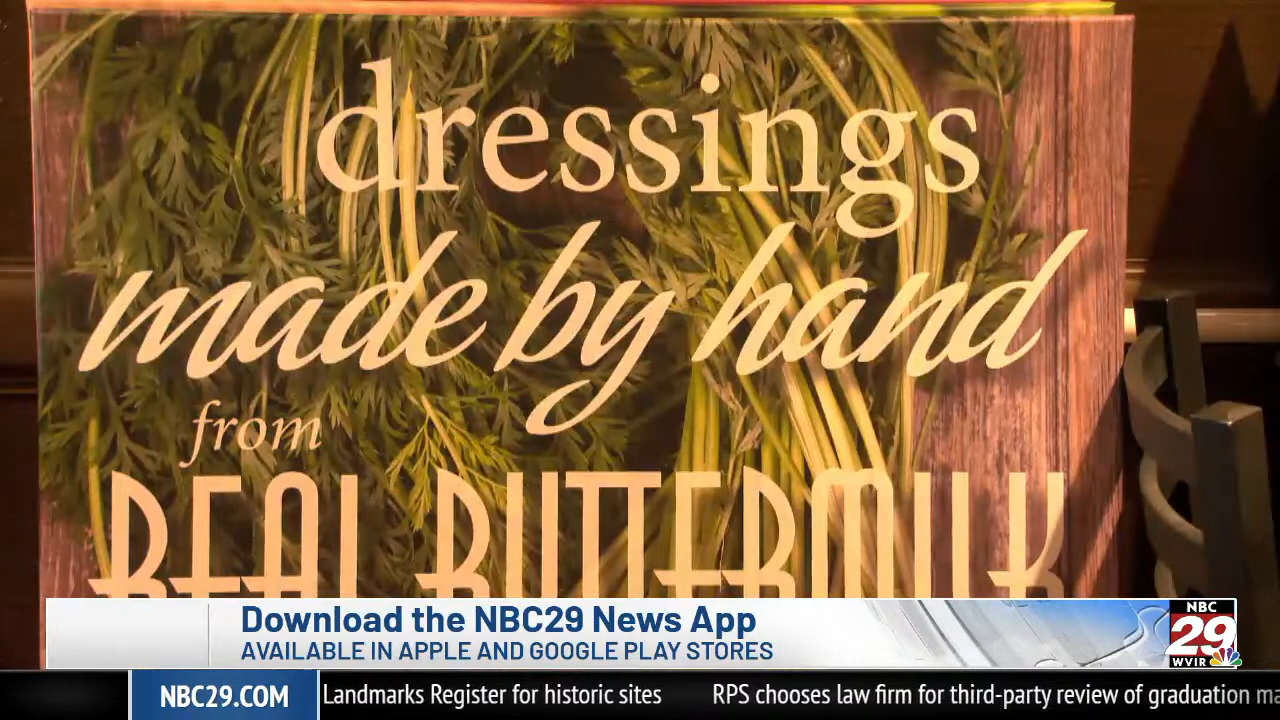 dressings
made by hand
from
REAL BUTTERMILK
Download the NBC29 News App
AVAILABLE IN APPLE AND GOOGLE PLAY STORES
NBC
29
WVIR
NBC29.COM
Landmarks Register for historic sites RPS chooses law firm for third-party review of graduation